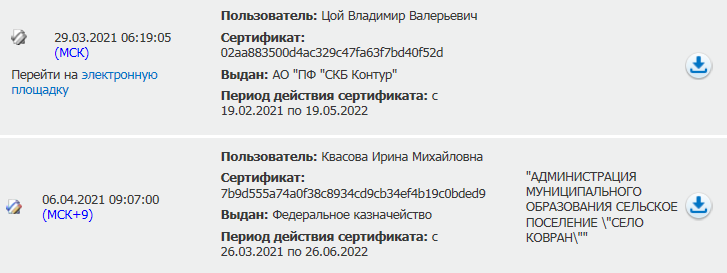 29.03.2021 06:19:05
(МСК)
Перейти на электронную
площадку
Пользователь: Цой Владимир Валерьевич
Сертификат:
02aa883500d4ac329c47fa63f7bd40f52d
Выдан: АО "ПФ "СКБ Контур"
Период действия сертификата: с
19.02.2021 по 19.05.2022
06.04.2021 09:07:00
(МСК+9)
Пользователь: Квасова Ирина Михайловна
Сертификат:
7b9d555a74a0f38c8934cd9cb34ef4b19c0bded9
Выдан: Федеральное казначейство
Период действия сертификата: с
26.03.2021 по 26.06.2022
"АДМИНИСТРАЦИЯ
МУНИЦИПАЛЬНОГО
ОБРАЗОВАНИЯ СЕЛЬСКОЕ
ПОСЕЛЕНИЕ \"СЕЛО
КОВРАН\""